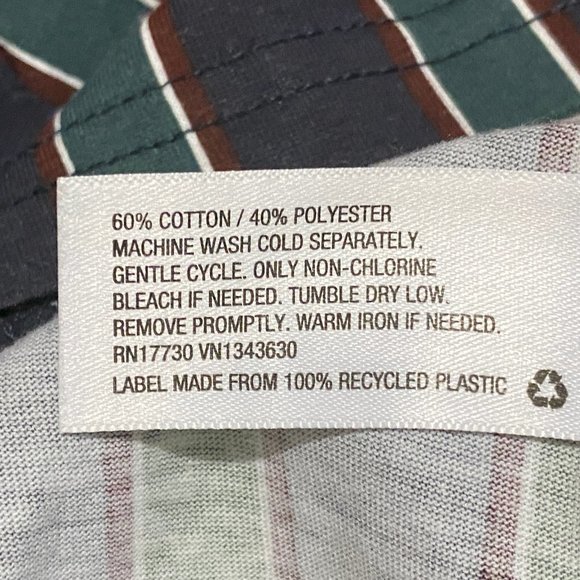 60% COTTON / 40% POLYESTER
MACHINE WASH COLD SEPARATELY.
GENTLE CYCLE. ONLY NON-CHLORINE
BLEACH IF NEEDED. TUMBLE DRY LOW.
REMOVE PROMPTLY. WARM IRON IF NEEDED.
RN17730 VN1343630
LABEL MADE FROM 100% RECYCLED PLASTIC